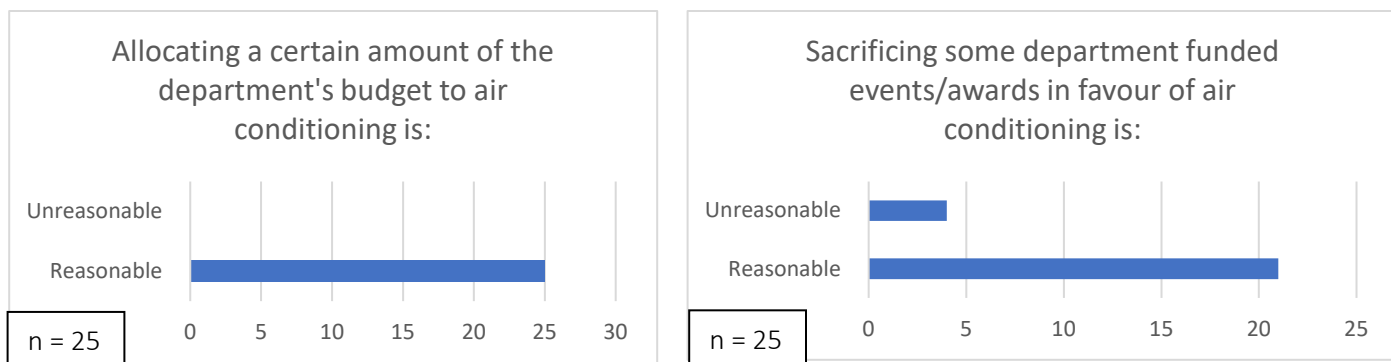 Allocating a certain amount of the
department's budget to air
conditioning is:
Unreasonable
Reasonable
0 5 10 15 20 25 30
n = 25
Sacrificing some department funded
events/awards in favour of air
conditioning is:
Unreasonable
Reasonable
0 5 10 15 20 25
n = 25